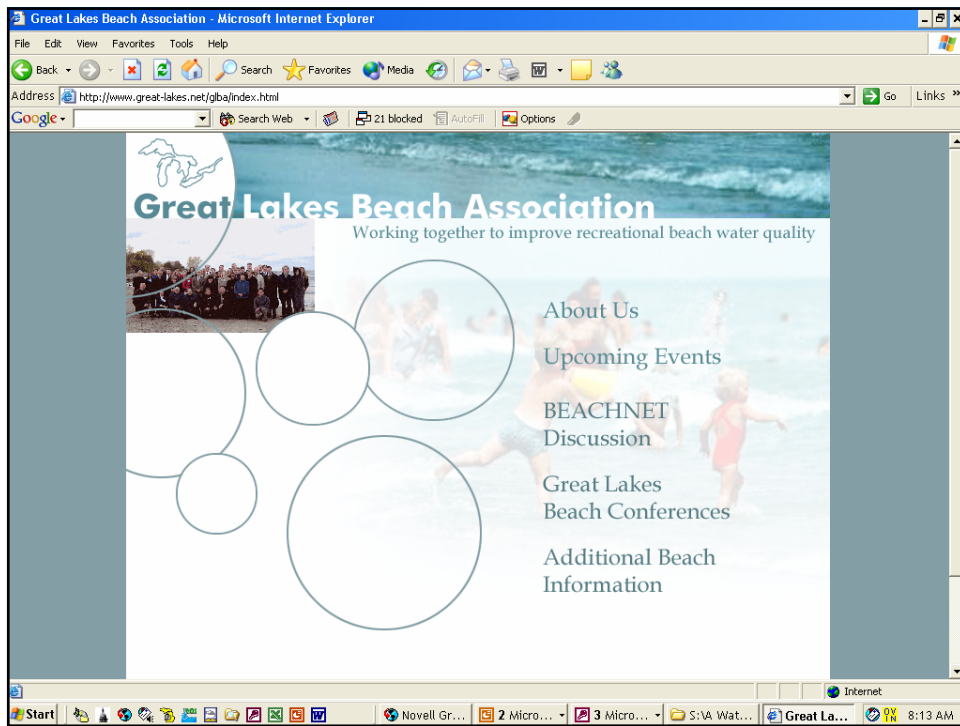 Great Lakes Beach Association - Microsoft Internet Explorer
File Edit View Favorites Tools Help
Back Search Favorites Media
Address http://www.great-lakes.net/glba/index.html Go Links »
Google Search Web 21 blocked AutoFill Options
Great Lakes Beach Association
Working together to improve recreational beach water quality
About Us
Upcoming Events
BEACHNET
Discussion
Great Lakes
Beach Conferences
Additional Beach
Information
Internet
Start Novell Gr... 2 Micro... 3 Micro... S:\A Wat... Great La... 8:13 AM